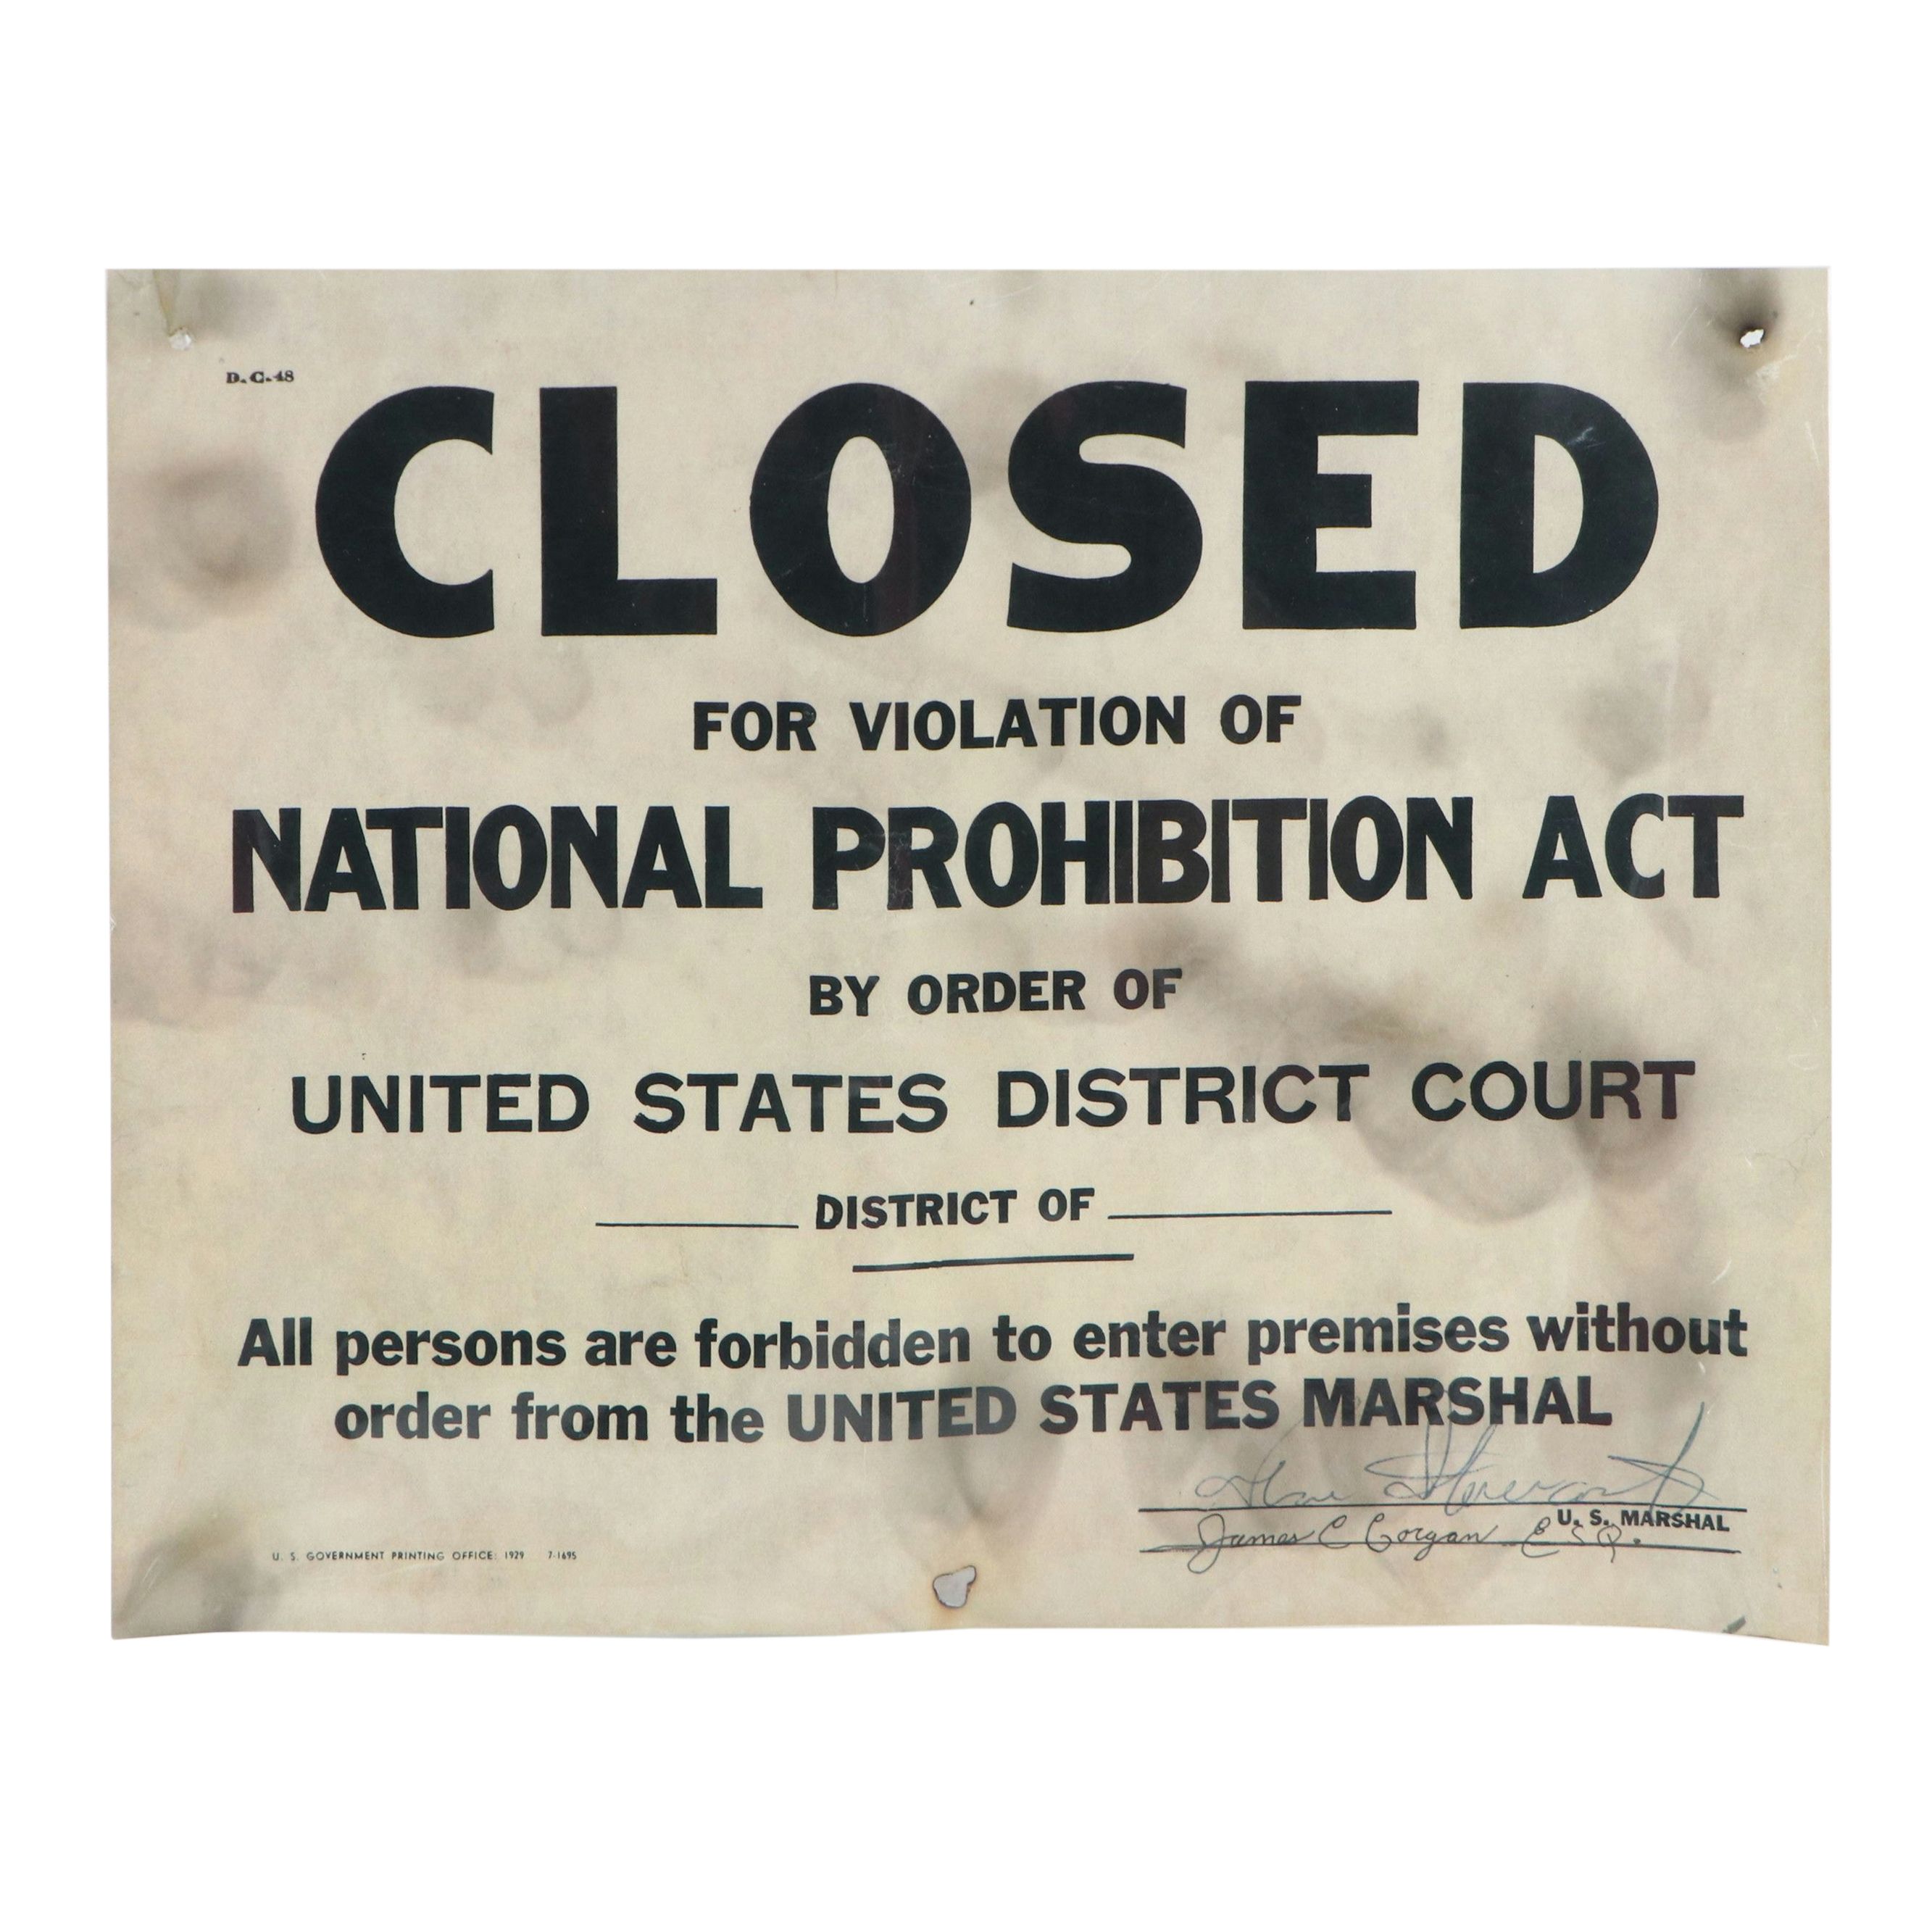 D. C. 48
CLOSED
FOR VIOLATION OF
NATIONAL PROHIBITION ACT
BY ORDER OF
UNITED STATES DISTRICT COURT
DISTRICT OF
All persons are forbidden to enter premises without
order from the UNITED STATES MARSHAL
U. S. MARSHAL
James C Corgan ESQ.
U. S. GOVERNMENT PRINTING OFFICE: 1929 7-1695